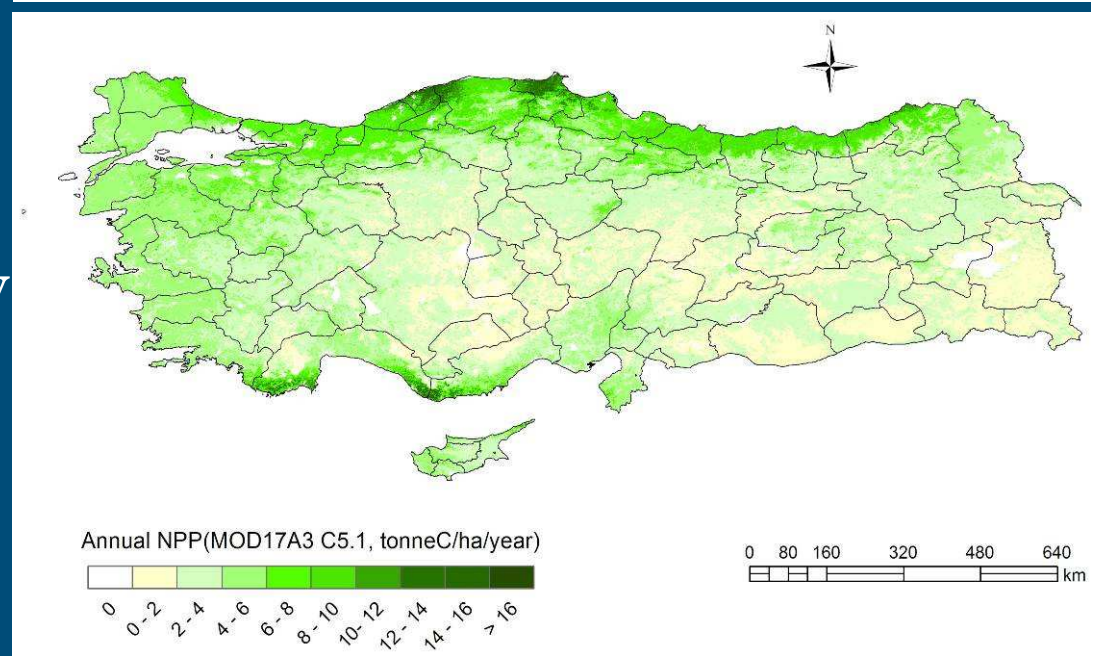 N
y
Annual NPP(MOD17A3 C5.1, tonneC/ha/year)
0 0 - 2 2 - 4 4 - 6 6 - 8 8 - 10 10- 12 12 - 14 14 - 16 > 16
0 80 160 320 480 640
km